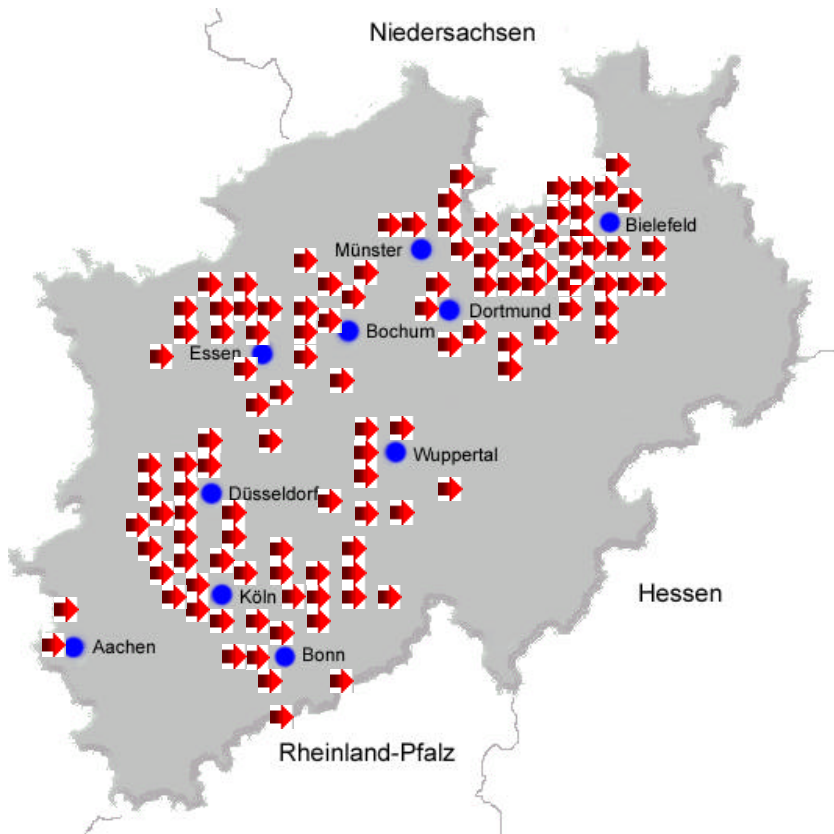 Niedersachsen
Bielefeld
Münster
Dortmund
Bochum
Essen
Wuppertal
Düsseldorf
Köln
Hessen
Aachen
Bonn
Rheinland-Pfalz